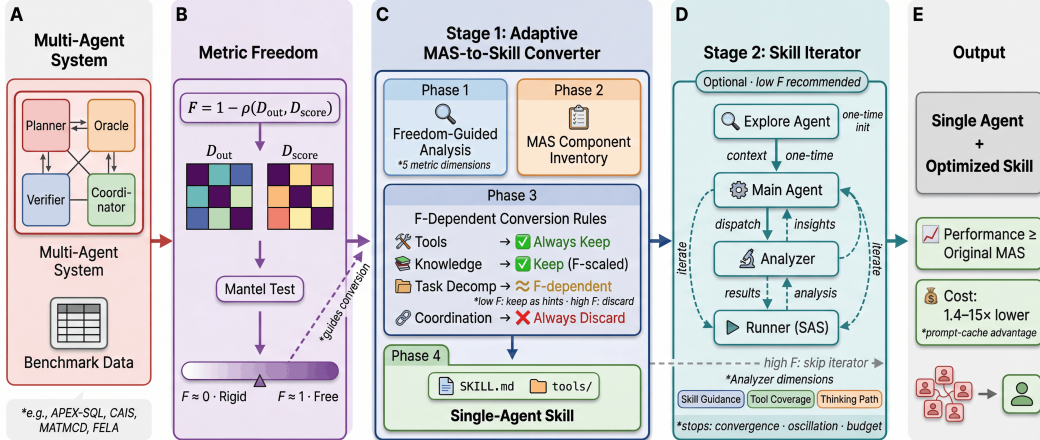 A
Multi-Agent
System
Planner
Oracle
Verifier
Coordi-
nator
Multi-Agent
System
Benchmark Data
*e.g., APEX-SQL, CAIS,
MATMCD, FELA
B
Metric Freedom
F = 1 − ρ(D_out, D_score)
D_out
D_score
Mantel Test
*guides conversion
F ≈ 0 · Rigid
F ≈ 1 · Free
C
Stage 1: Adaptive
MAS-to-Skill Converter
Phase 1
Freedom-Guided
Analysis
*5 metric dimensions
Phase 2
MAS Component
Inventory
Phase 3
F-Dependent Conversion Rules
Tools → ✅ Always Keep
Knowledge → ✅ Keep (F-scaled)
Task Decomp → ≈ F-dependent
*low F: keep as hints · high F: discard
Coordination → ❌ Always Discard
Phase 4
SKILL.md
tools/
Single-Agent Skill
D
Stage 2: Skill Iterator
Optional · low F recommended
Explore Agent
one-time
init
context
one-time
Main Agent
dispatch
insights
iterate
iterate
Analyzer
results
analysis
Runner (SAS)
high F: skip iterator
*Analyzer dimensions
Skill Guidance
Tool Coverage
Thinking Path
*stops: convergence · oscillation · budget
E
Output
Single Agent
+
Optimized Skill
Performance ≥
Original MAS
Cost:
1.4–15× lower
*prompt-cache advantage